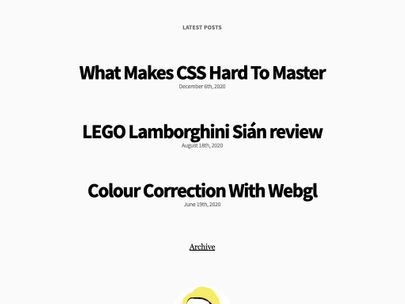 LATEST POSTS
What Makes CSS Hard To Master
December 6th, 2020
LEGO Lamborghini Sián review
August 18th, 2020
Colour Correction With Webgl
June 19th, 2020
Archive